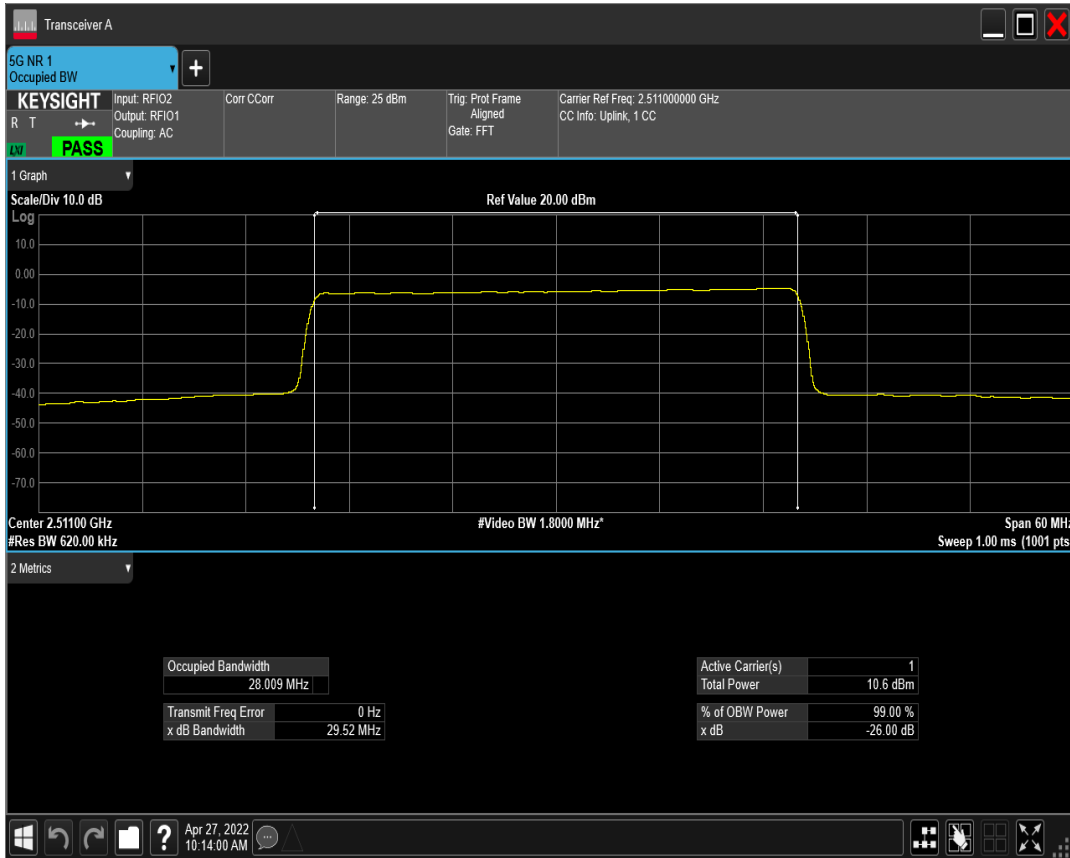 Transceiver A
5G NR 1
Occupied BW
KEYSIGHT
R T
LXI
PASS
Input: RFIO2
Output: RFIO1
Coupling: AC
Corr CCorr
Range: 25 dBm
Trig: Prot Frame
Aligned
Gate: FFT
Carrier Ref Freq: 2.511000000 GHz
CC Info: Uplink, 1 CC
1 Graph
Scale/Div 10.0 dB
Ref Value 20.00 dBm
Log
10.0
0.00
-10.0
-20.0
-30.0
-40.0
-50.0
-60.0
-70.0
Center 2.51100 GHz
#Video BW 1.8000 MHz*
Span 60 MHz
#Res BW 620.00 kHz
Sweep 1.00 ms (1001 pts
2 Metrics
Occupied Bandwidth
28.009 MHz
Transmit Freq Error 0 Hz
x dB Bandwidth 29.52 MHz
Active Carrier(s) 1
Total Power 10.6 dBm
% of OBW Power 99.00 %
x dB -26.00 dB
?
Apr 27, 2022
10:14:00 AM